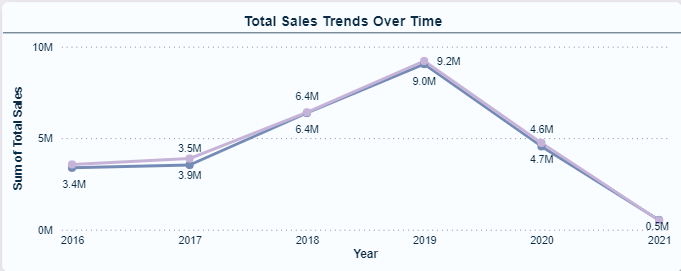 Total Sales Trends Over Time
Sum of Total Sales
10M
5M
0M
3.4M
3.5M
3.9M
6.4M
6.4M
9.2M
9.0M
4.6M
4.7M
0.5M
2016 2017 2018 2019 2020 2021
Year